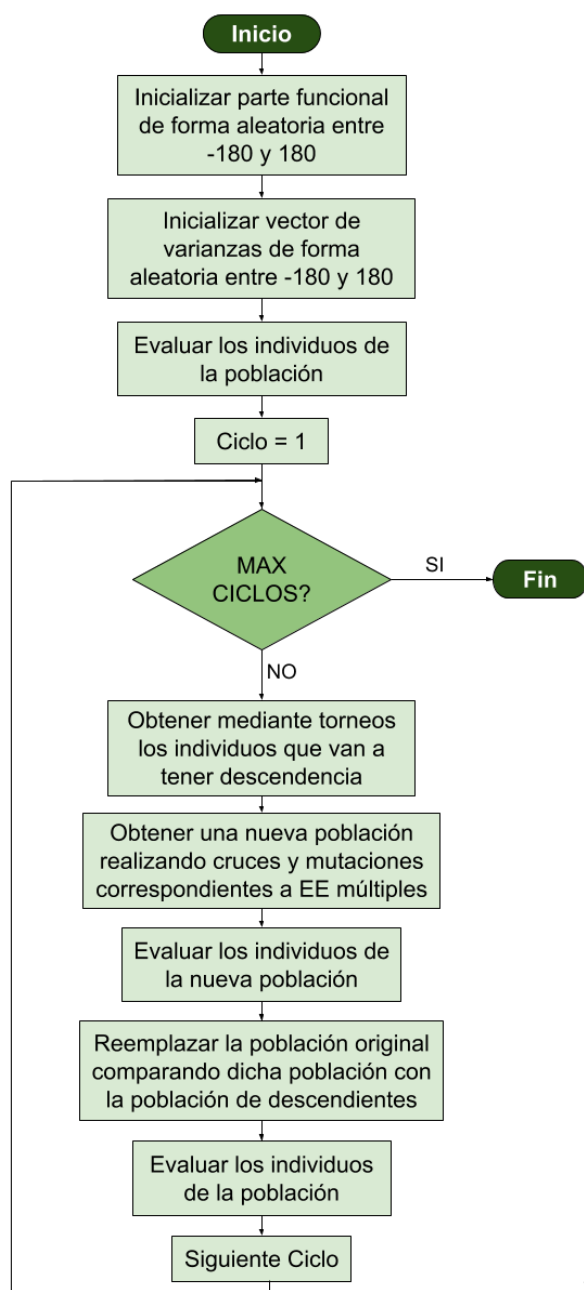 Inicio
Inicializar parte funcional
de forma aleatoria entre
-180 y 180
Inicializar vector de
varianzas de forma
aleatoria entre -180 y 180
Evaluar los individuos de
la población
Ciclo = 1
MAX
CICLOS?
SI
Fin
NO
Obtener mediante torneos
los individuos que van a
tener descendencia
Obtener una nueva población
realizando cruces y mutaciones
correspondientes a EE múltiples
Evaluar los individuos de
la nueva población
Reemplazar la población original
comparando dicha población con
la población de descendientes
Evaluar los individuos
de la población
Siguiente Ciclo